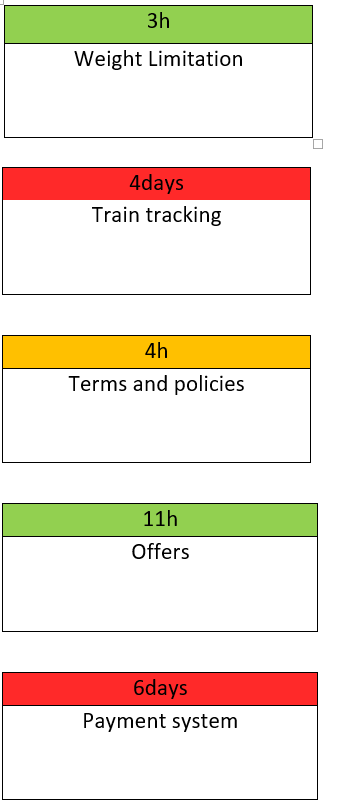 3h
Weight Limitation
4days
Train tracking
4h
Terms and policies
11h
Offers
6days
Payment system